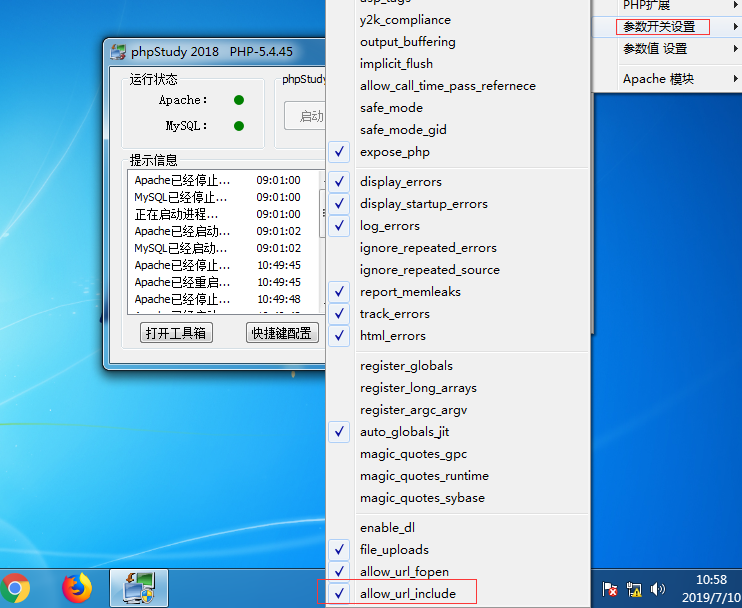 phpStudy 2018 PHP-5.4.45
运行状态
Apache:
MySQL:
phpStudy
启动
提示信息
Apache已经停止... 09:01:00
MySQL已经停止... 09:01:00
正在启动进程... 09:01:00
Apache已经启动... 09:01:02
MySQL已经启动... 09:01:02
Apache已经停止... 10:49:45
Apache已经重启... 10:49:45
Apache已经停止... 10:49:48
打开工具箱
快捷键配置
y2k_compliance
output_buffering
implicit_flush
allow_call_time_pass_refernece
safe_mode
safe_mode_gid
expose_php
display_errors
display_startup_errors
log_errors
ignore_repeated_errors
ignore_repeated_source
report_memleaks
track_errors
html_errors
register_globals
register_long_arrays
register_argc_argv
auto_globals_jit
magic_quotes_gpc
magic_quotes_runtime
magic_quotes_sybase
enable_dl
file_uploads
allow_url_fopen
allow_url_include
PHP扩展
参数开关设置
参数值 设置
Apache 模块
10:58
2019/7/10